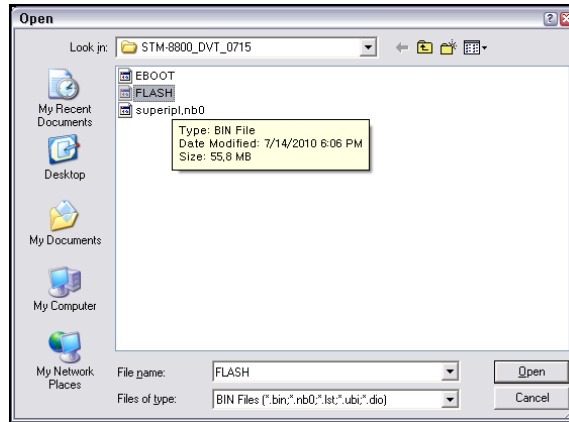 Open
Look in:
STM-8800_DVT_0715
EBOOT
FLASH
superipl,nb0
Type: BIN File
Date Modified: 7/14/2010 6:06 PM
Size: 55,8 MB
My Recent
Documents
Desktop
My Documents
My Computer
My Network
Places
File name:
FLASH
Open
Files of type:
BIN Files (*.bin;*.nb0;*.lst;*.ubi;*.dio)
Cancel